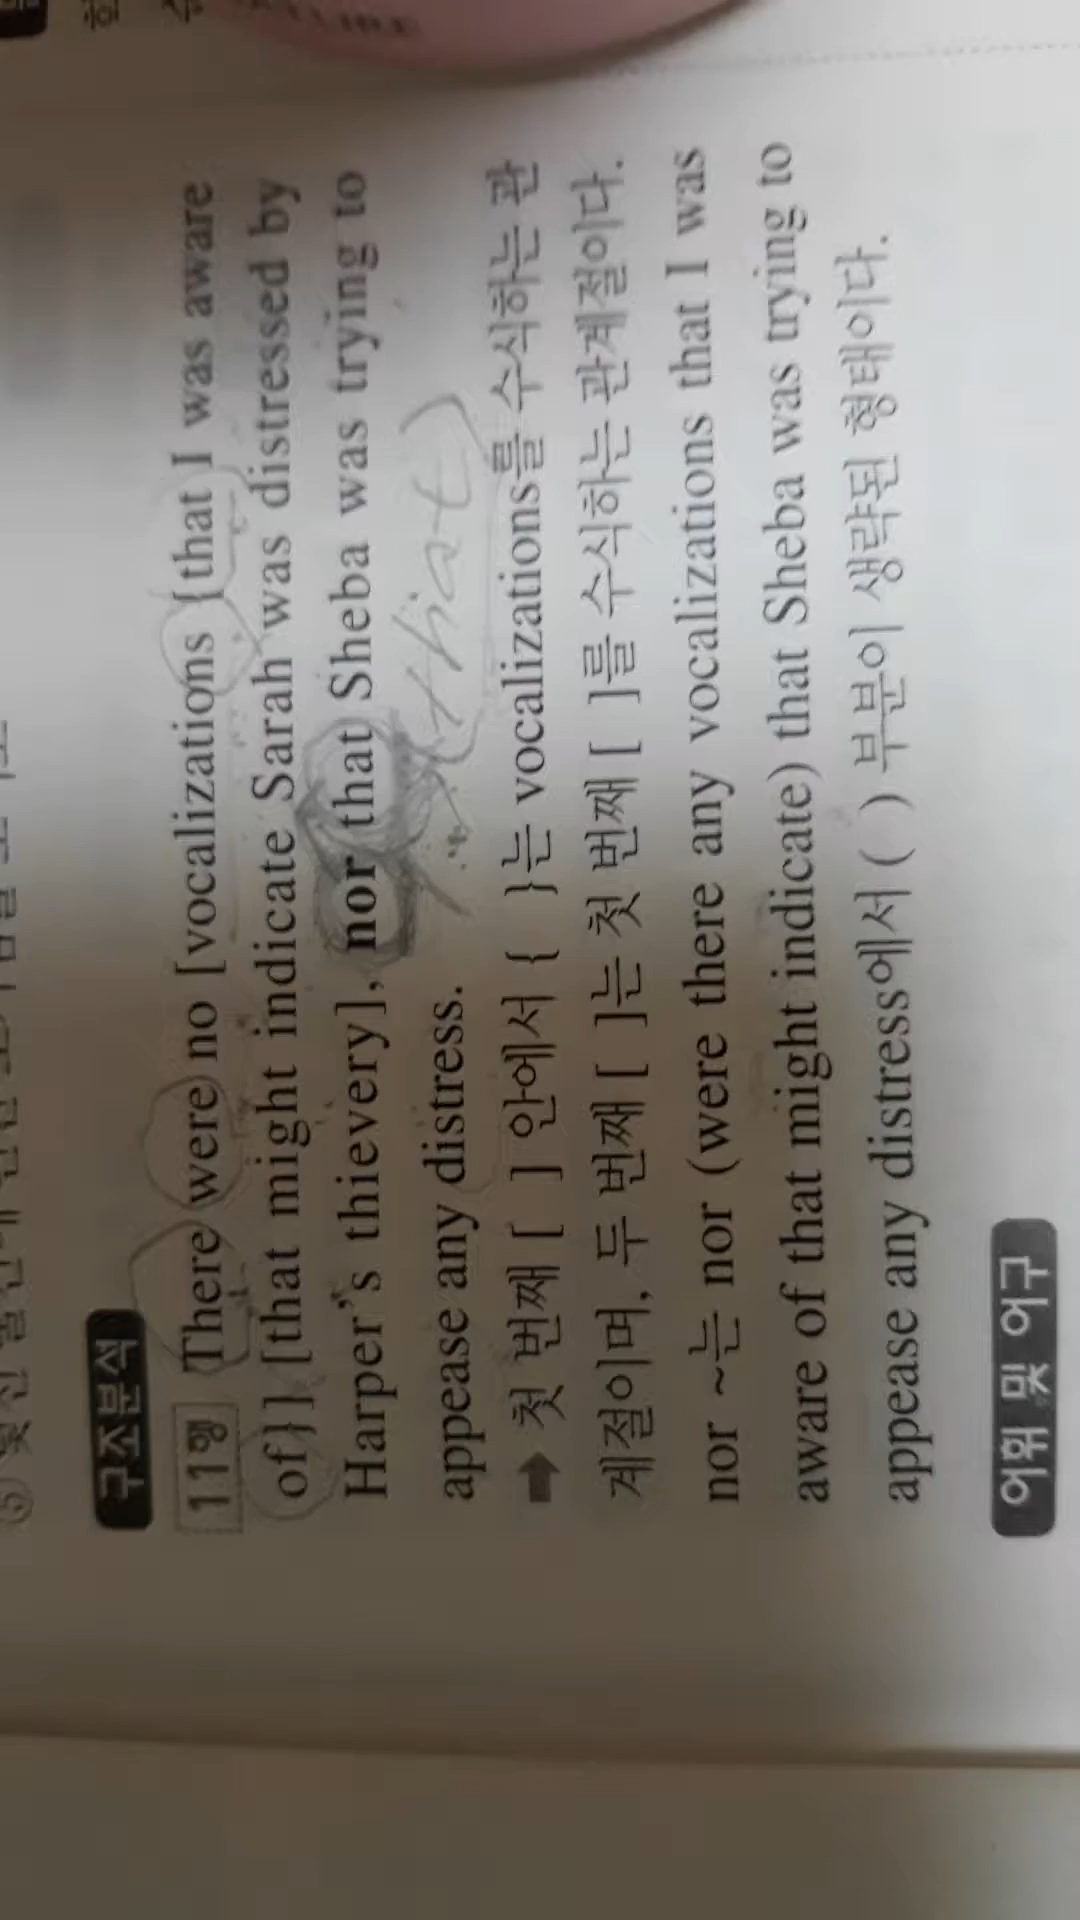 구조분석
11행 There were no [vocalizations {that I was aware
of}] [that might indicate Sarah was distressed by
Harper's thievery], nor that Sheba was trying to
(that)
appease any distress.
➡ 첫 번째 [ ] 안에서 { }는 vocalizations를 수식하는 관
계절이며, 두 번째 [ ]는 첫 번째 [ ]를 수식하는 관계절이다.
nor ~는 nor (were there any vocalizations that I was
aware of that might indicate) that Sheba was trying to
appease any distress에서 ( ) 부분이 생략된 형태이다.
어휘 및 어구